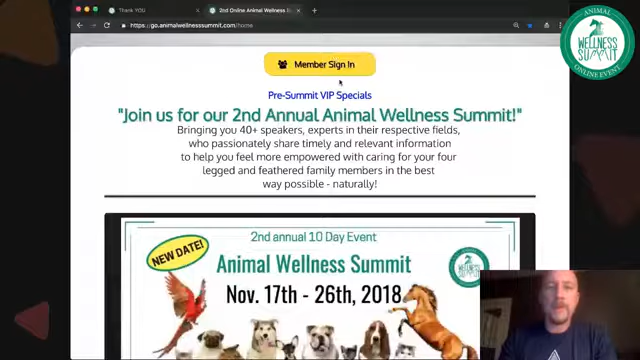 Thank YOU
2nd Online Animal Wellness S
https://go.animalwellnesssummit.com/home
ANIMAL
WELLNESS
SUMMIT
ONLINE EVENT
Member Sign In
Pre-Summit VIP Specials
"Join us for our 2nd Annual Animal Wellness Summit!"
Bringing you 40+ speakers, experts in their respective fields,
who passionately share timely and relevant information
to help you feel more empowered with caring for your four
legged and feathered family members in the best
way possible - naturally!
2nd annual 10 Day Event
NEW DATE!
Animal Wellness Summit
Nov. 17th - 26th, 2018
WELLNESS